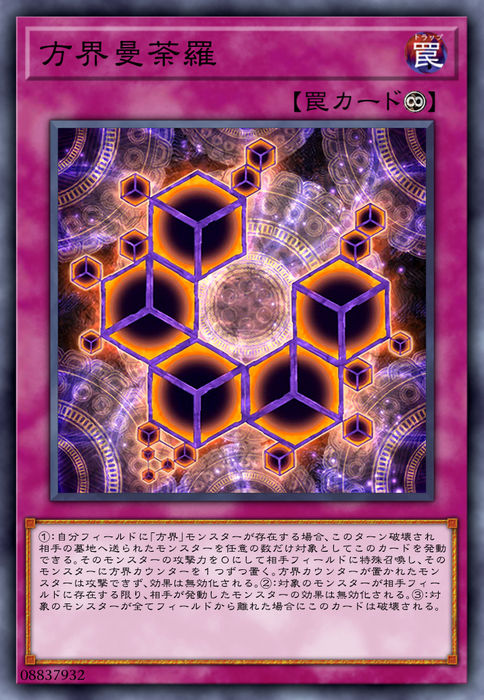 方界曼荼羅
トラップ
罠
【罠カード】
①：自分フィールドに「方界」モンスターが存在する場合、このターン破壊され
相手の墓地へ送られたモンスターを任意の数だけ対象としてこのカードを発動
できる。そのモンスターの攻撃力を０にして相手フィールドに特殊召喚し、その
モンスターに方界カウンターを１つずつ置く。方界カウンターが置かれたモン
スターは攻撃できず、効果は無効化される。②：対象のモンスターが相手フィー
ルドに存在する限り、相手が発動したモンスターの効果は無効化される。③：対
象のモンスターが全てフィールドから離れた場合にこのカードは破壊される。
08837932